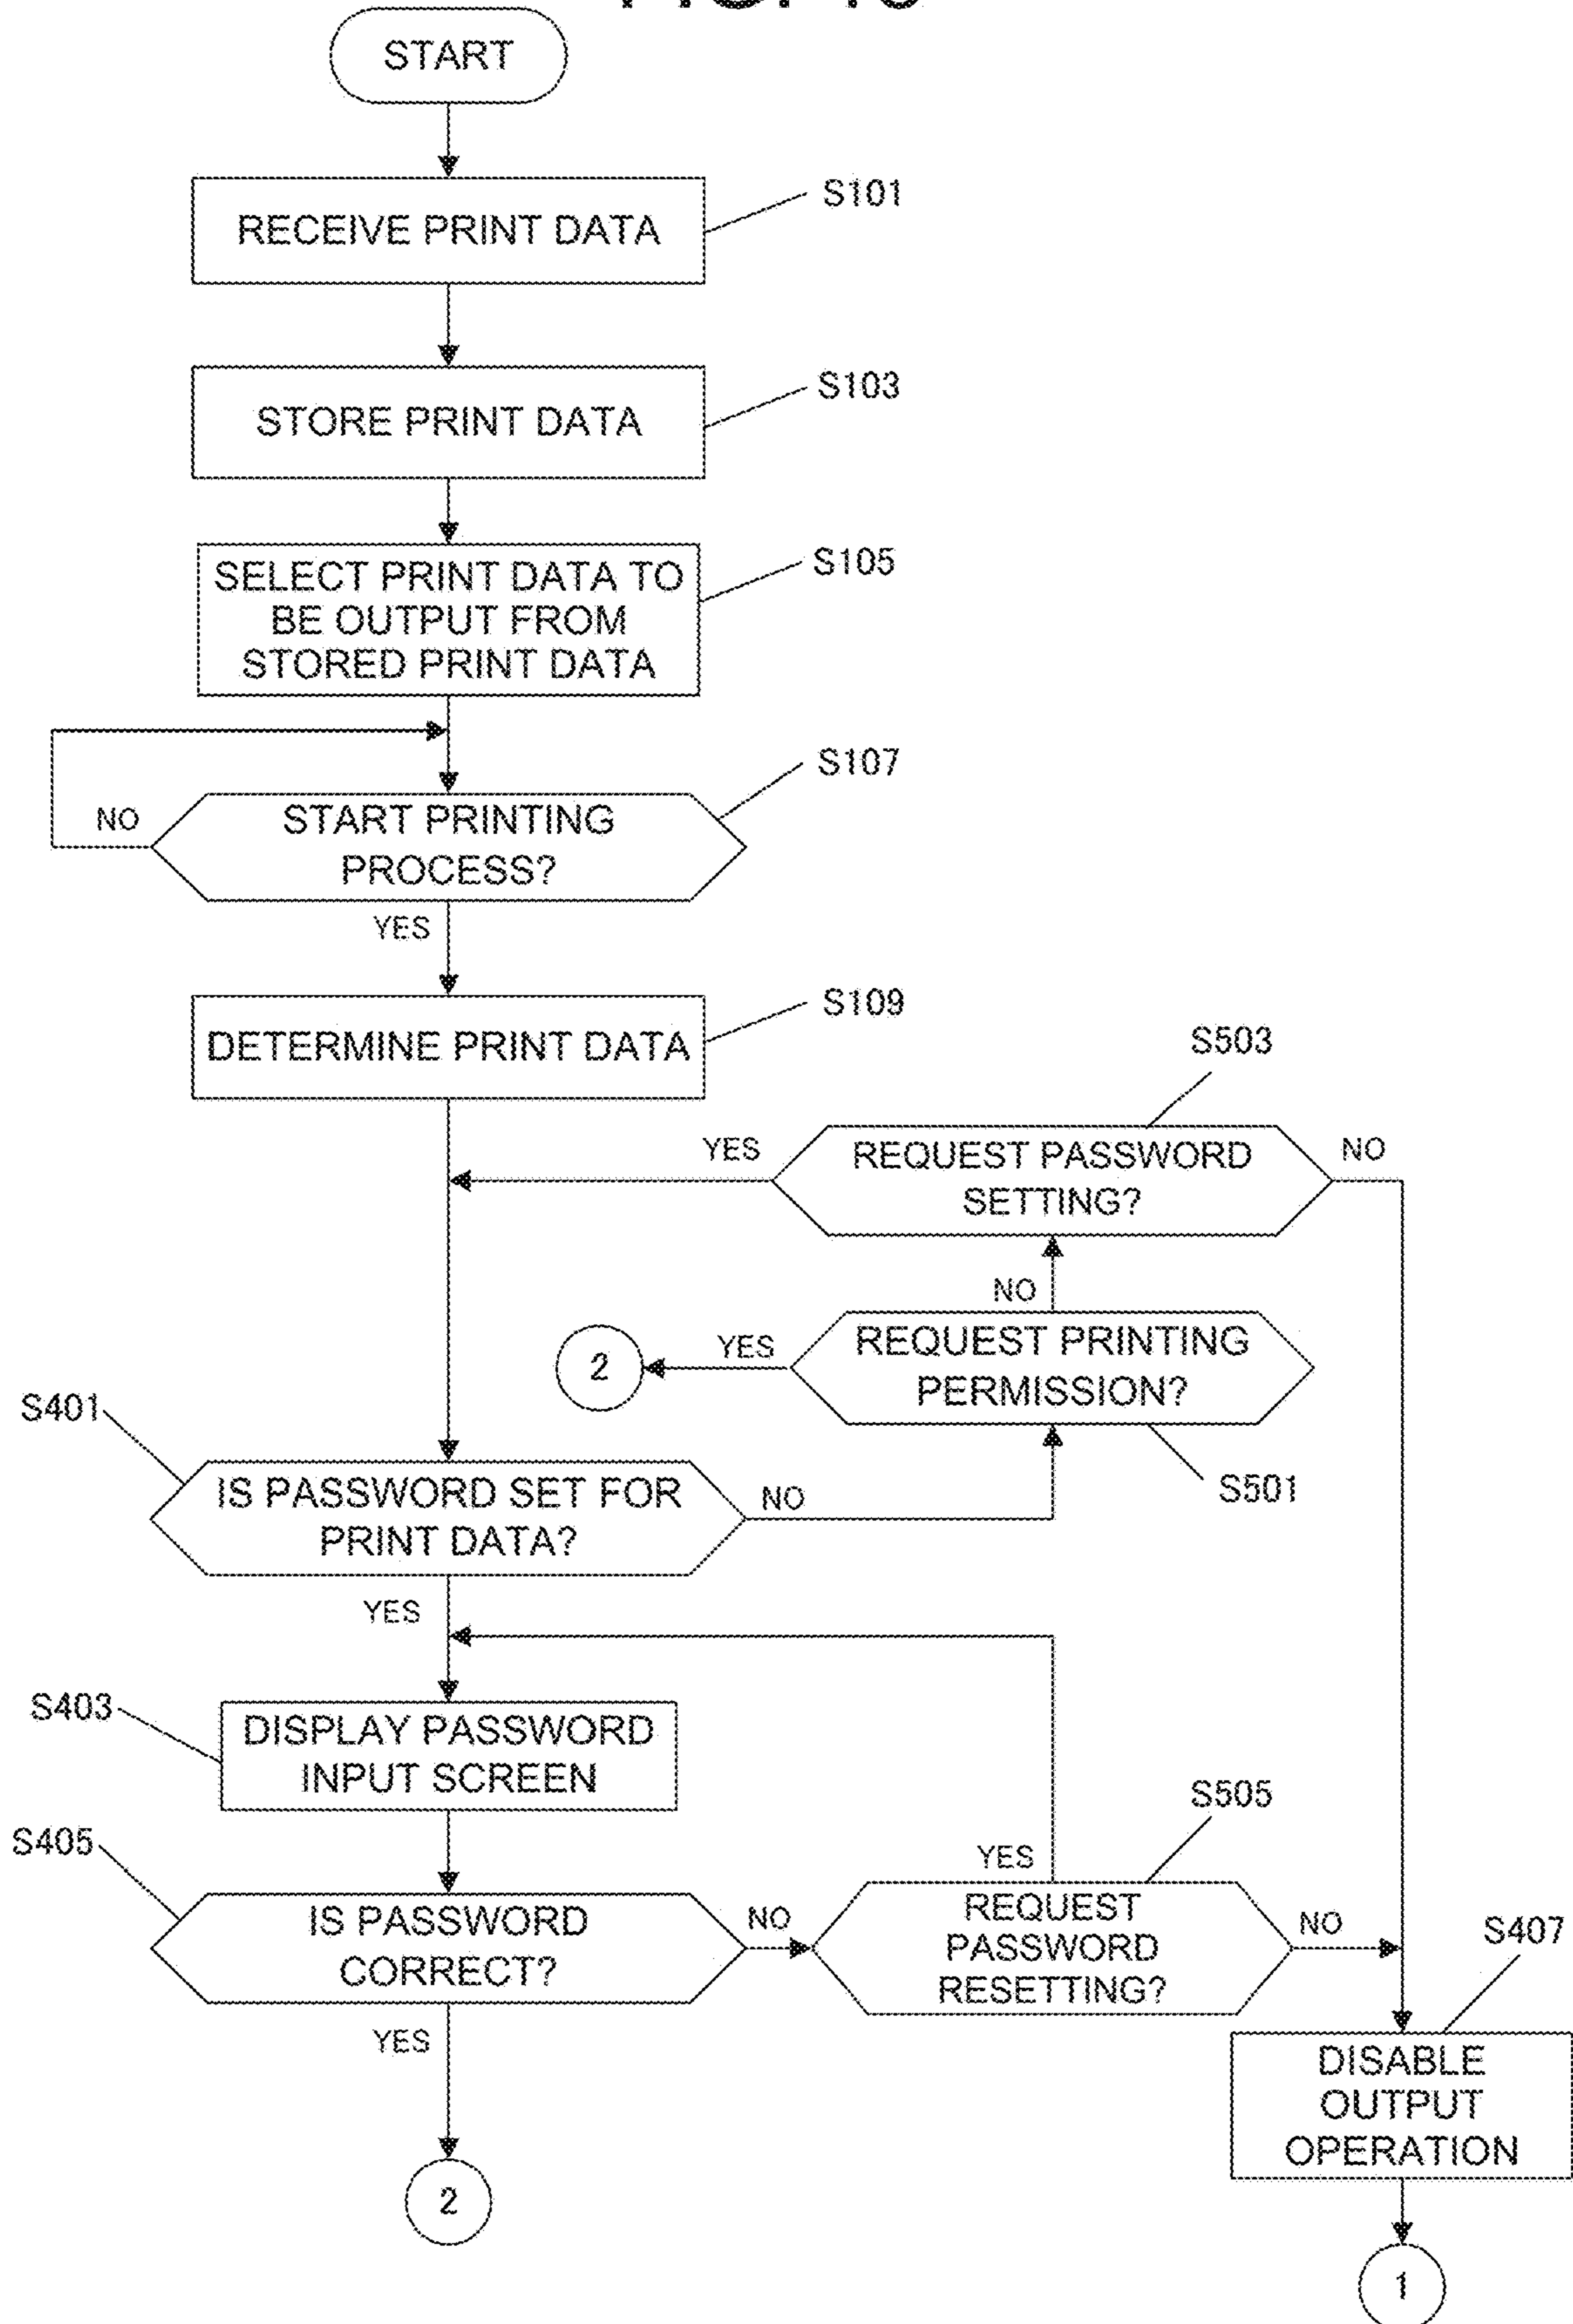 START
S101
RECEIVE PRINT DATA
S103
STORE PRINT DATA
S105
SELECT PRINT DATA TO
BE OUTPUT FROM
STORED PRINT DATA
S107
START PRINTING
PROCESS?
NO
YES
S109
DETERMINE PRINT DATA
S503
REQUEST PASSWORD
SETTING?
YES
NO
NO
REQUEST PRINTING
PERMISSION?
YES
2
S501
S401
IS PASSWORD SET FOR
PRINT DATA?
NO
YES
S403
DISPLAY PASSWORD
INPUT SCREEN
S405
IS PASSWORD
CORRECT?
NO
YES
S505
YES
REQUEST
PASSWORD
RESETTING?
NO
S407
DISABLE
OUTPUT
OPERATION
2
1